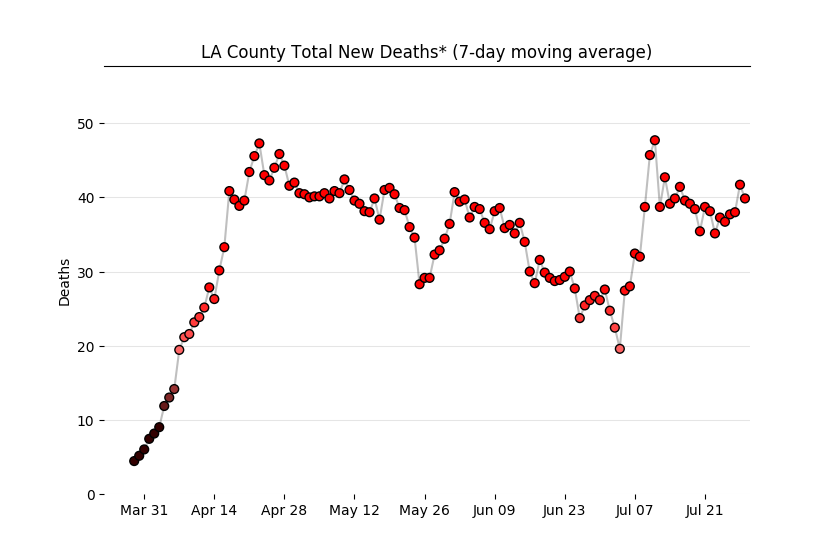 LA County Total New Deaths* (7-day moving average)
Deaths
50
40
30
20
10
0
Mar 31 Apr 14 Apr 28 May 12 May 26 Jun 09 Jun 23 Jul 07 Jul 21